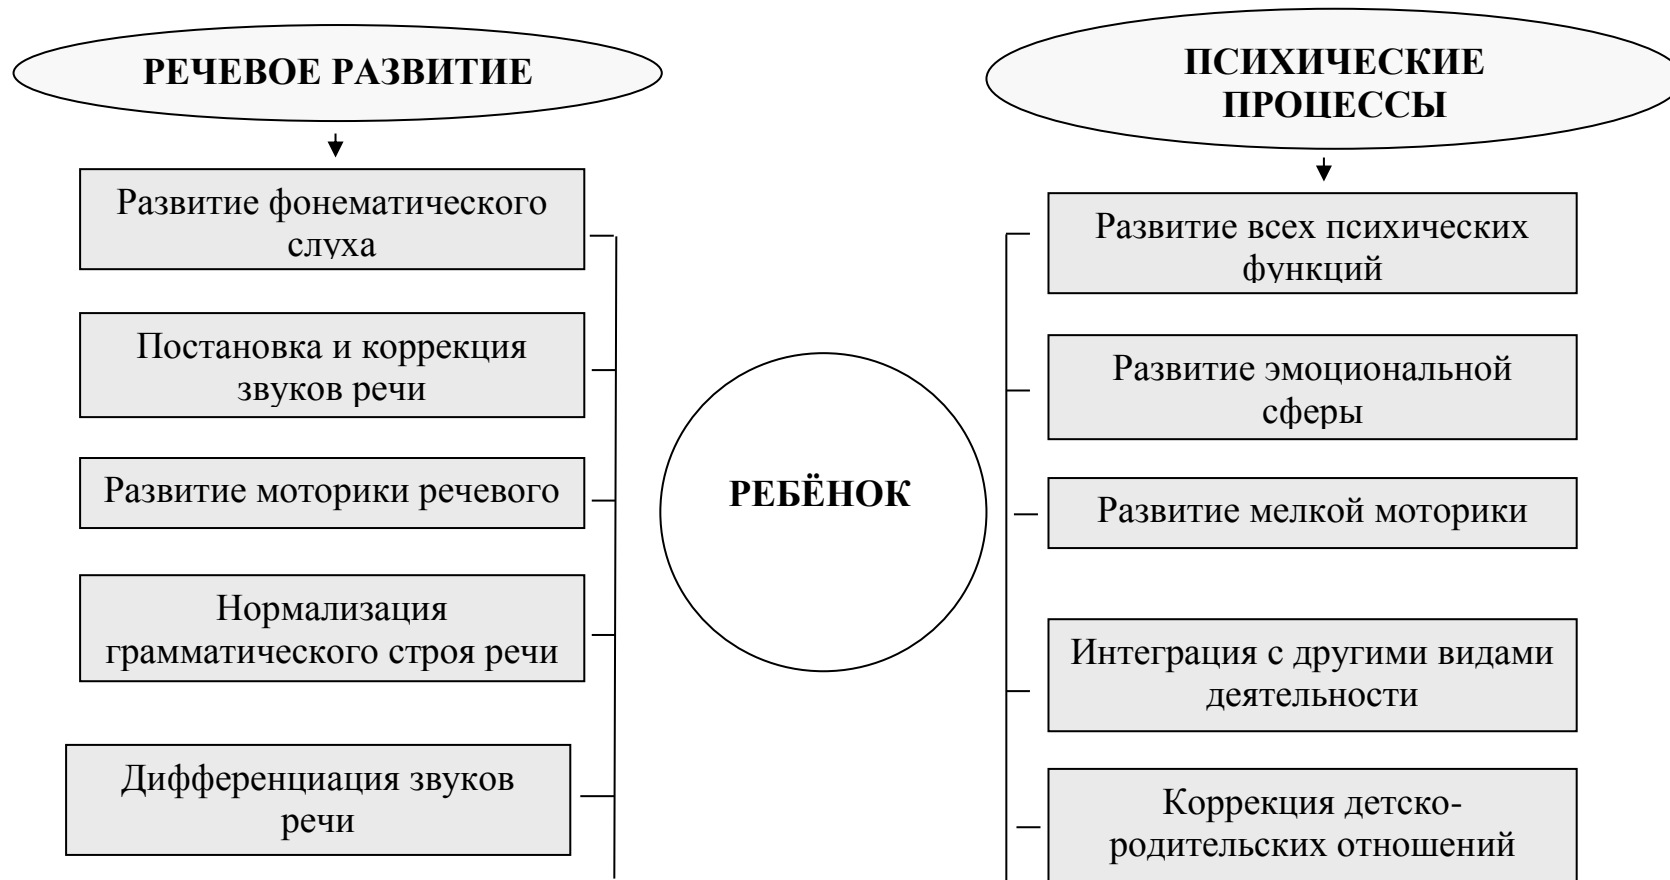 РЕЧЕВОЕ РАЗВИТИЕ
Развитие фонематического
слуха
Постановка и коррекция
звуков речи
Развитие моторики речевого
Нормализация
грамматического строя речи
Дифференциация звуков
речи
РЕБЁНОК
ПСИХИЧЕСКИЕ
ПРОЦЕССЫ
Развитие всех психических
функций
Развитие эмоциональной
сферы
Развитие мелкой моторики
Интеграция с другими видами
деятельности
Коррекция детско-
родительских отношений